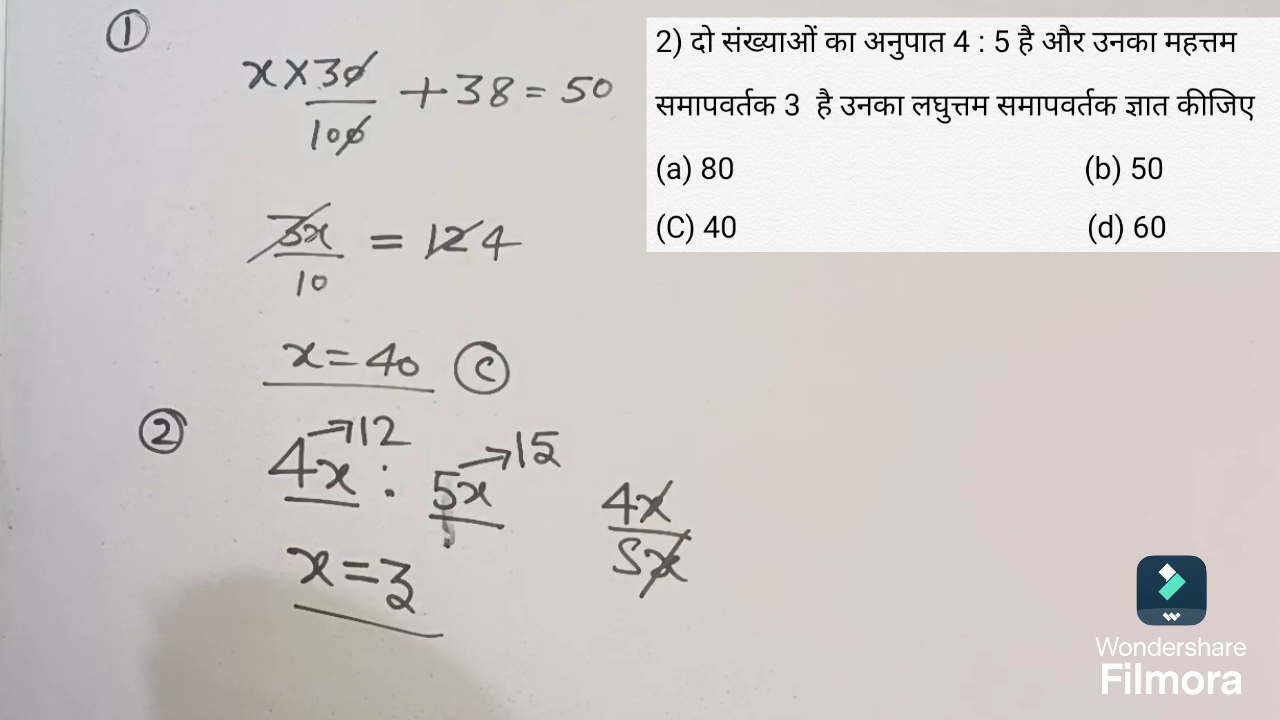 ①
x × 30/100 + 38 = 50
3x/10 = 12 4
x = 40 (c)
②
4x → 12 : 5x → 15
4x/5x
x = 3
2) दो संख्याओं का अनुपात 4 : 5 है और उनका महत्तम
समापवर्तक 3 है उनका लघुत्तम समापवर्तक ज्ञात कीजिए
(a) 80 (b) 50
(C) 40 (d) 60
Wondershare
Filmora